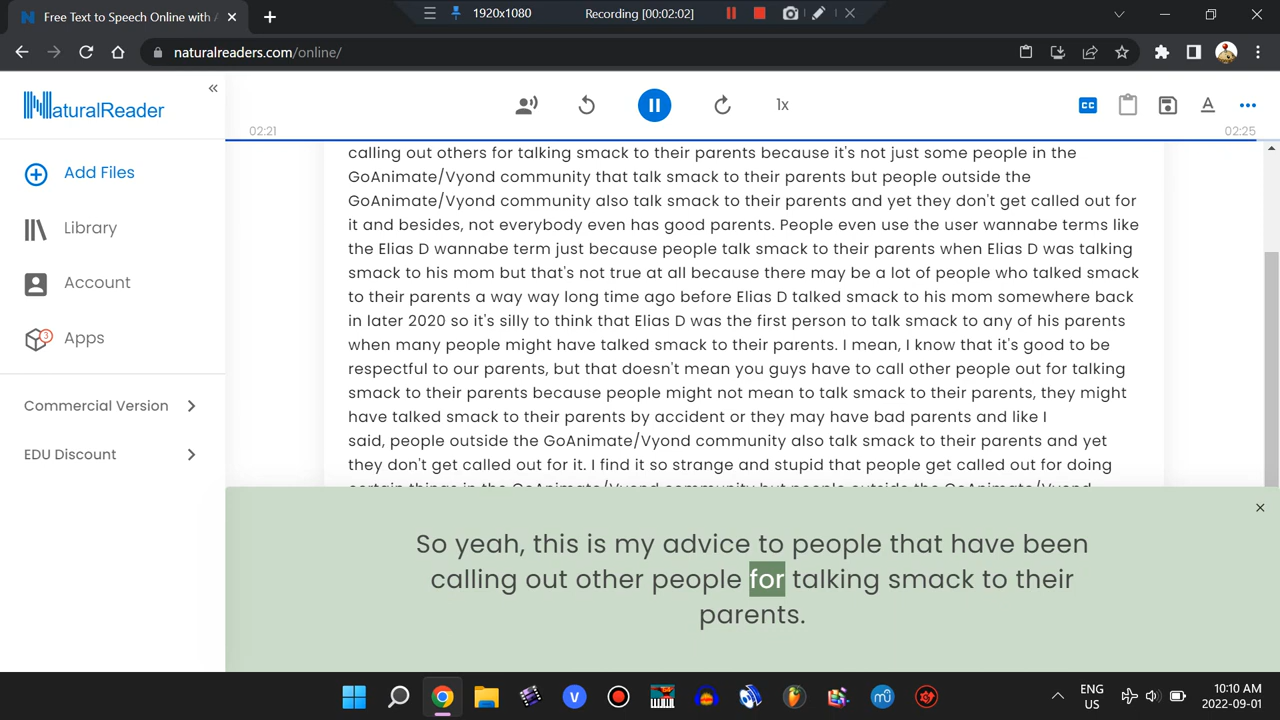 Free Text to Speech Online with A
1920x1080
Recording [00:02:02]
naturalreaders.com/online/
NaturalReader
1x
CC
02:21
02:25
Add Files
Library
Account
Apps
3
Commercial Version
EDU Discount
calling out others for talking smack to their parents because it's not just some people in the
GoAnimate/Vyond community that talk smack to their parents but people outside the
GoAnimate/Vyond community also talk smack to their parents and yet they don't get called out for
it and besides, not everybody even has good parents. People even use the user wannabe terms like
the Elias D wannabe term just because people talk smack to their parents when Elias D was talking
smack to his mom but that's not true at all because there may be a lot of people who talked smack
to their parents a way way long time ago before Elias D talked smack to his mom somewhere back
in later 2020 so it's silly to think that Elias D was the first person to talk smack to any of his parents
when many people might have talked smack to their parents. I mean, I know that it's good to be
respectful to our parents, but that doesn't mean you guys have to call other people out for talking
smack to their parents because people might not mean to talk smack to their parents, they might
have talked smack to their parents by accident or they may have bad parents and like I
said, people outside the GoAnimate/Vyond community also talk smack to their parents and yet
they don't get called out for it. I find it so strange and stupid that people get called out for doing
certain things in the GoAnimate/Vyond community but people outside the GoAnimate/Vyond
So yeah, this is my advice to people that have been
calling out other people for talking smack to their
parents.
ENG
US
10:10 AM
2022-09-01